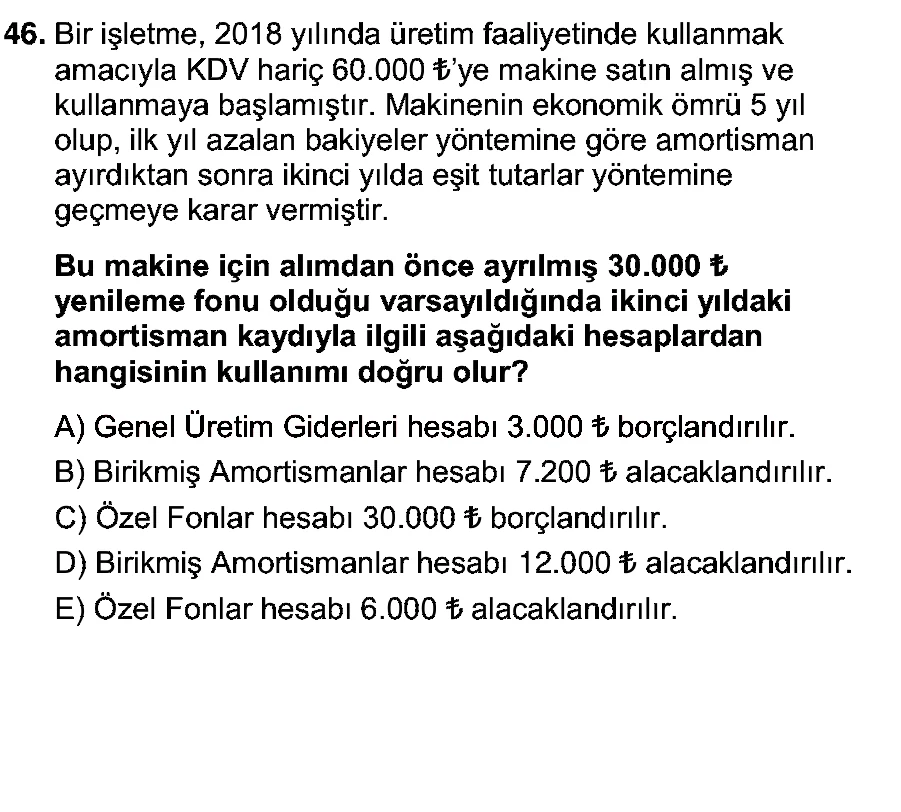 46. Bir işletme, 2018 yılında üretim faaliyetinde kullanmak
amacıyla KDV hariç 60.000 ₺’ye makine satın almış ve
kullanmaya başlamıştır. Makinenin ekonomik ömrü 5 yıl
olup, ilk yıl azalan bakiyeler yöntemine göre amortisman
ayırdıktan sonra ikinci yılda eşit tutarlar yöntemine
geçmeye karar vermiştir.
Bu makine için alımdan önce ayrılmış 30.000 ₺
yenileme fonu olduğu varsayıldığında ikinci yıldaki
amortisman kaydıyla ilgili aşağıdaki hesaplardan
hangisinin kullanımı doğru olur?
A) Genel Üretim Giderleri hesabı 3.000 ₺ borçlandırılır.
B) Birikmiş Amortismanlar hesabı 7.200 ₺ alacaklandırılır.
C) Özel Fonlar hesabı 30.000 ₺ borçlandırılır.
D) Birikmiş Amortismanlar hesabı 12.000 ₺ alacaklandırılır.
E) Özel Fonlar hesabı 6.000 ₺ alacaklandırılır.